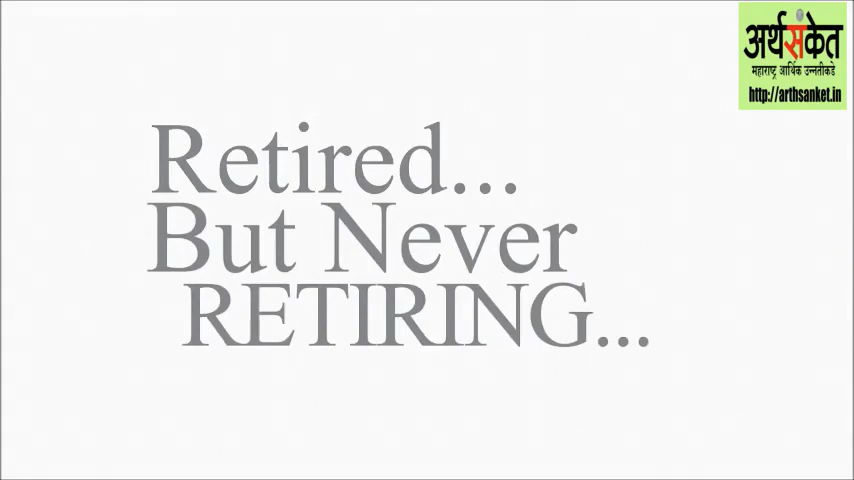 अर्थसंकेत
महाराष्ट्र आर्थिक उन्नतीकडे
http://arthsanket.in
Retired...
But Never
RETIRING...